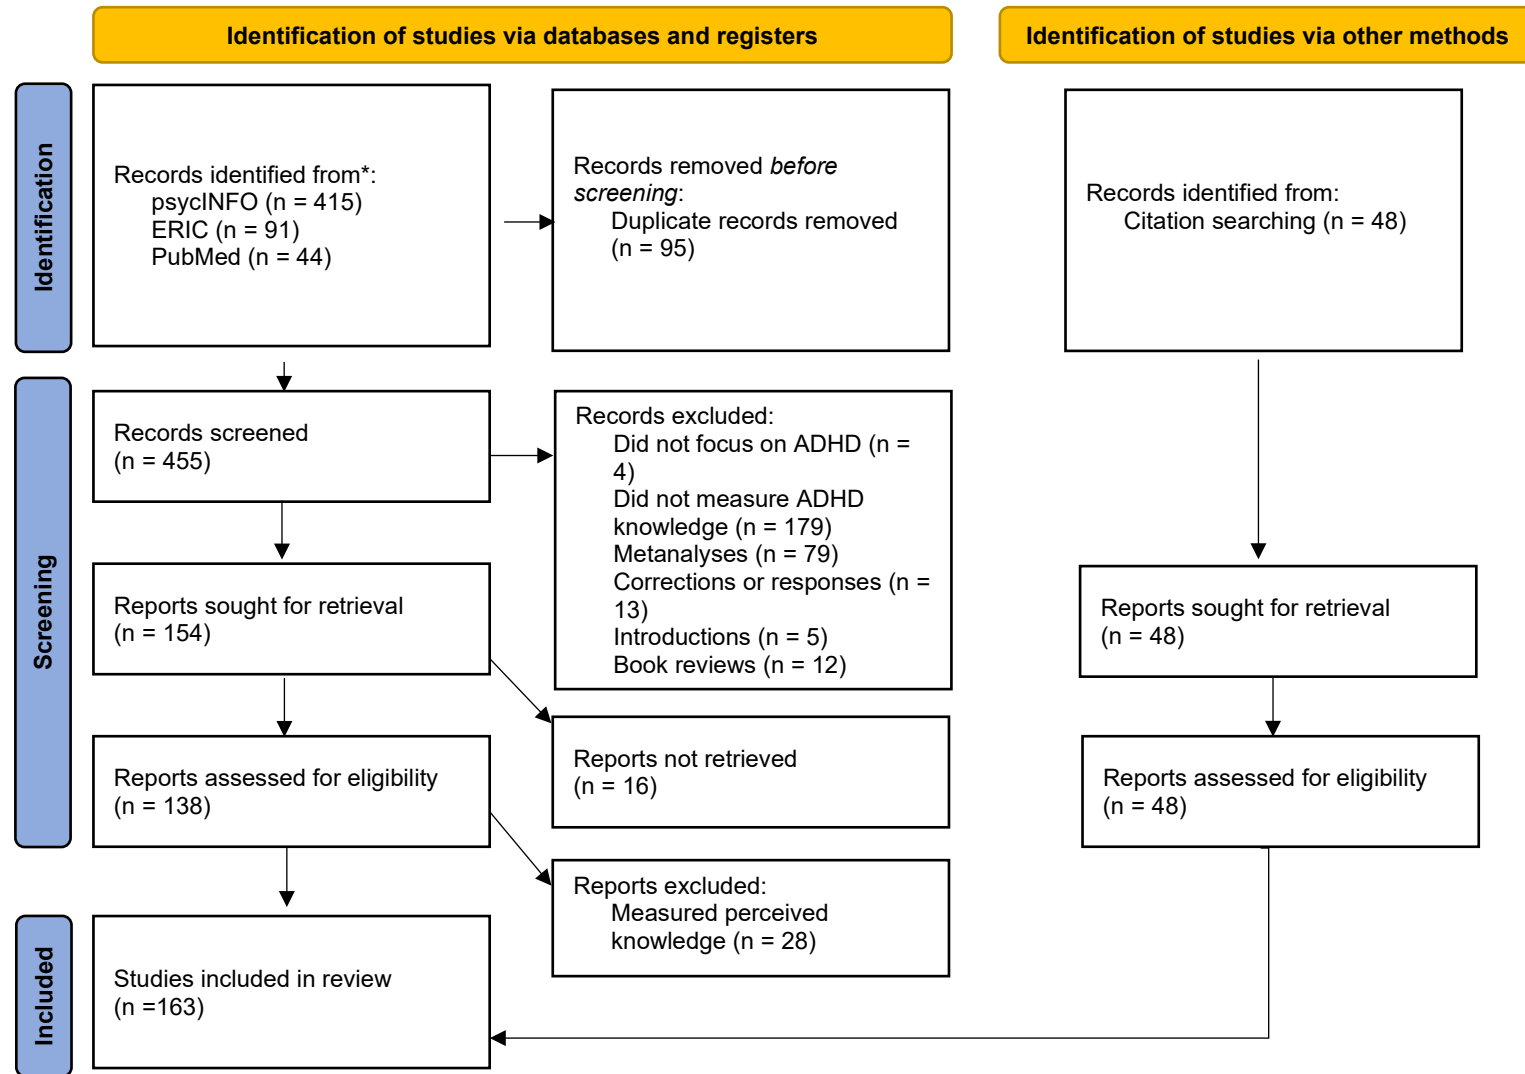 Identification of studies via databases and registers
Identification of studies via other methods
Identification
Records identified from*:
psycINFO (n = 415)
ERIC (n = 91)
PubMed (n = 44)
Records removed before
screening:
Duplicate records removed
(n = 95)
Records identified from:
Citation searching (n = 48)
Screening
Records screened
(n = 455)
Records excluded:
Did not focus on ADHD (n =
4)
Did not measure ADHD
knowledge (n = 179)
Metanalyses (n = 79)
Corrections or responses (n =
13)
Introductions (n = 5)
Book reviews (n = 12)
Reports sought for retrieval
(n = 154)
Reports sought for retrieval
(n = 48)
Reports not retrieved
(n = 16)
Reports assessed for eligibility
(n = 138)
Reports assessed for eligibility
(n = 48)
Reports excluded:
Measured perceived
knowledge (n = 28)
Included
Studies included in review
(n =163)